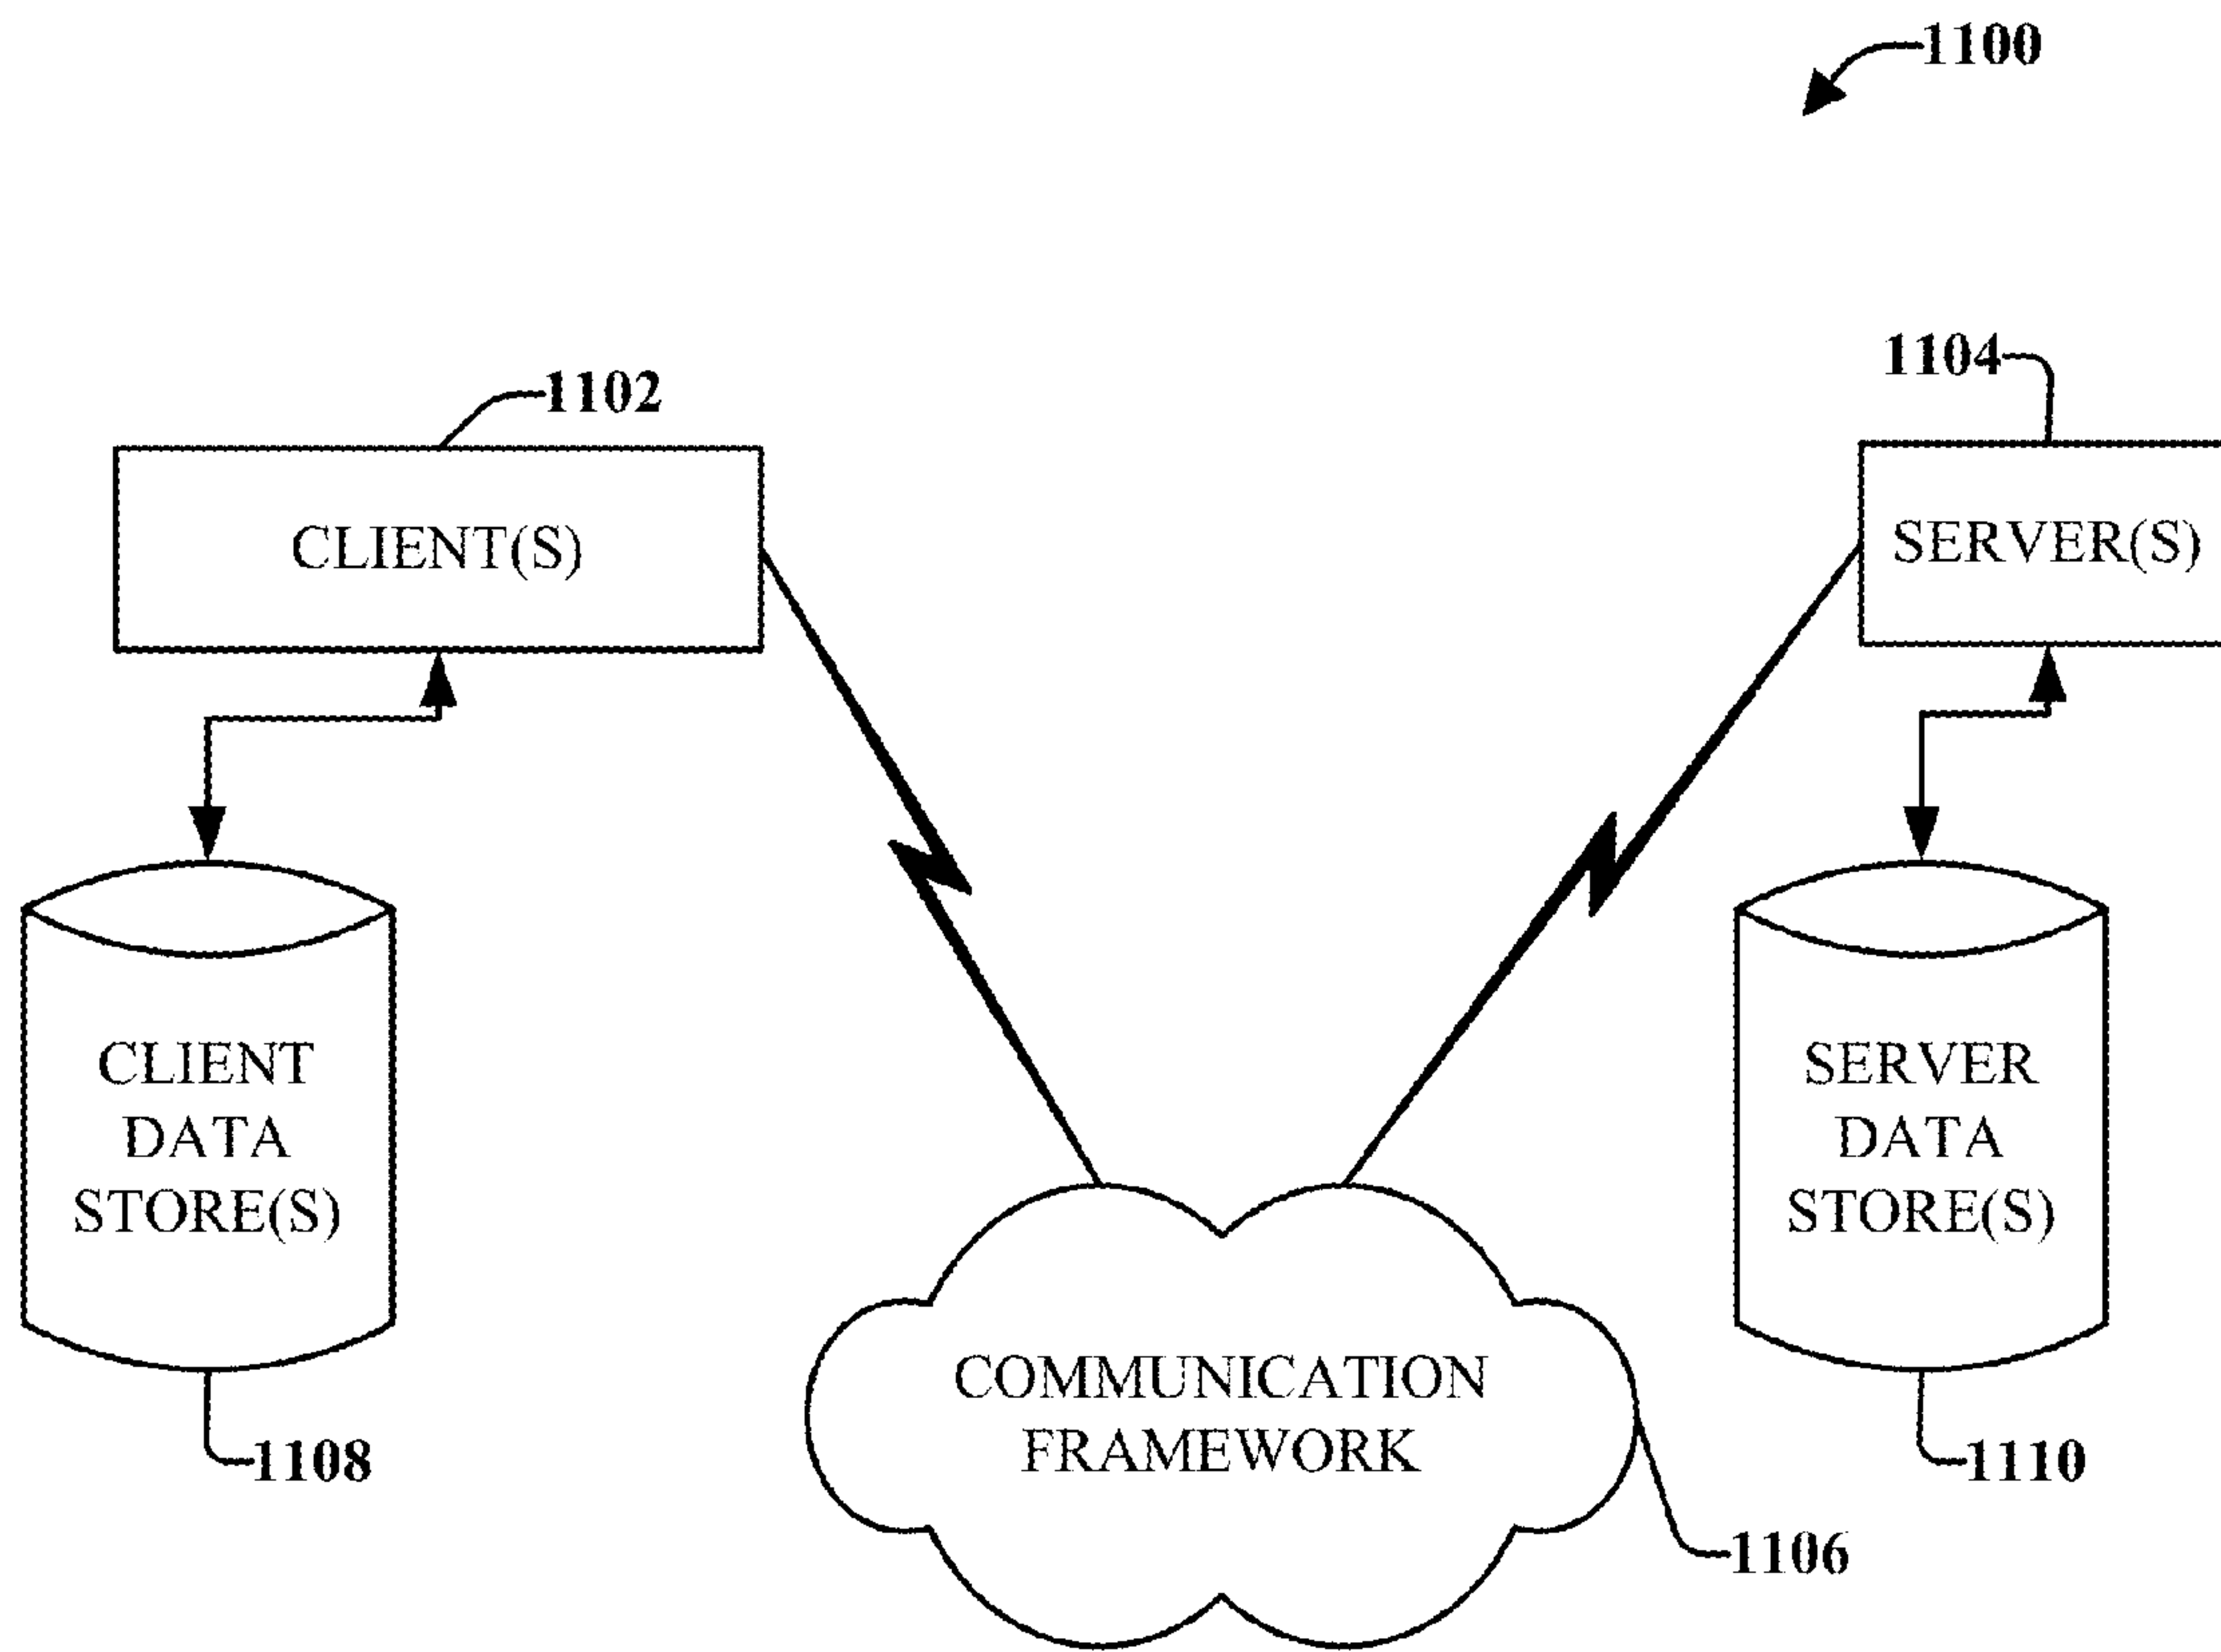 1100
1102
1104
CLIENT(S)
SERVER(S)
CLIENT
DATA
STORE(S)
SERVER
DATA
STORE(S)
COMMUNICATION
FRAMEWORK
1108
1110
1106